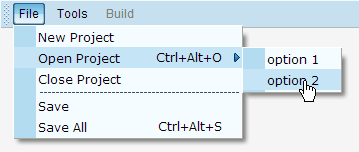 File Tools Build
New Project
Open Project Ctrl+Alt+O
option 1
Close Project
option 2
Save
Save All Ctrl+Alt+S